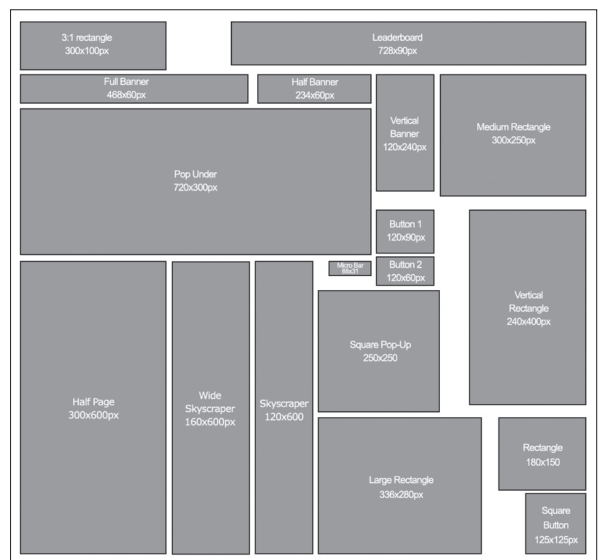 3:1 rectangle
300x100px
Leaderboard
728x90px
Full Banner
468x60px
Half Banner
234x60px
Vertical
Banner
120x240px
Medium Rectangle
300x250px
Pop Under
720x300px
Button 1
120x90px
Button 2
120x60px
Micro Bar
88x31
Vertical
Rectangle
240x400px
Square Pop-Up
250x250
Half Page
300x600px
Wide
Skyscraper
160x600px
Skyscraper
120x600
Large Rectangle
336x280px
Rectangle
180x150
Square
Button
125x125px